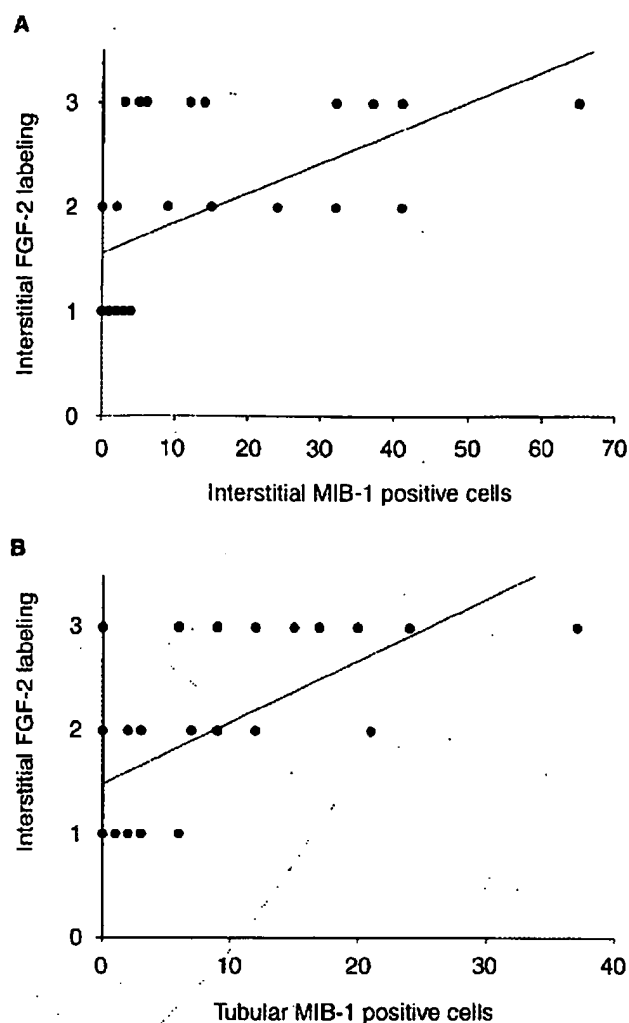 A
Interstitial FGF-2 labeling
3
2
1
0
0 10 20 30 40 50 60 70
Interstitial MIB-1 positive cells
B
Interstitial FGF-2 labeling
3
2
1
0
0 10 20 30 40
Tubular MIB-1 positive cells